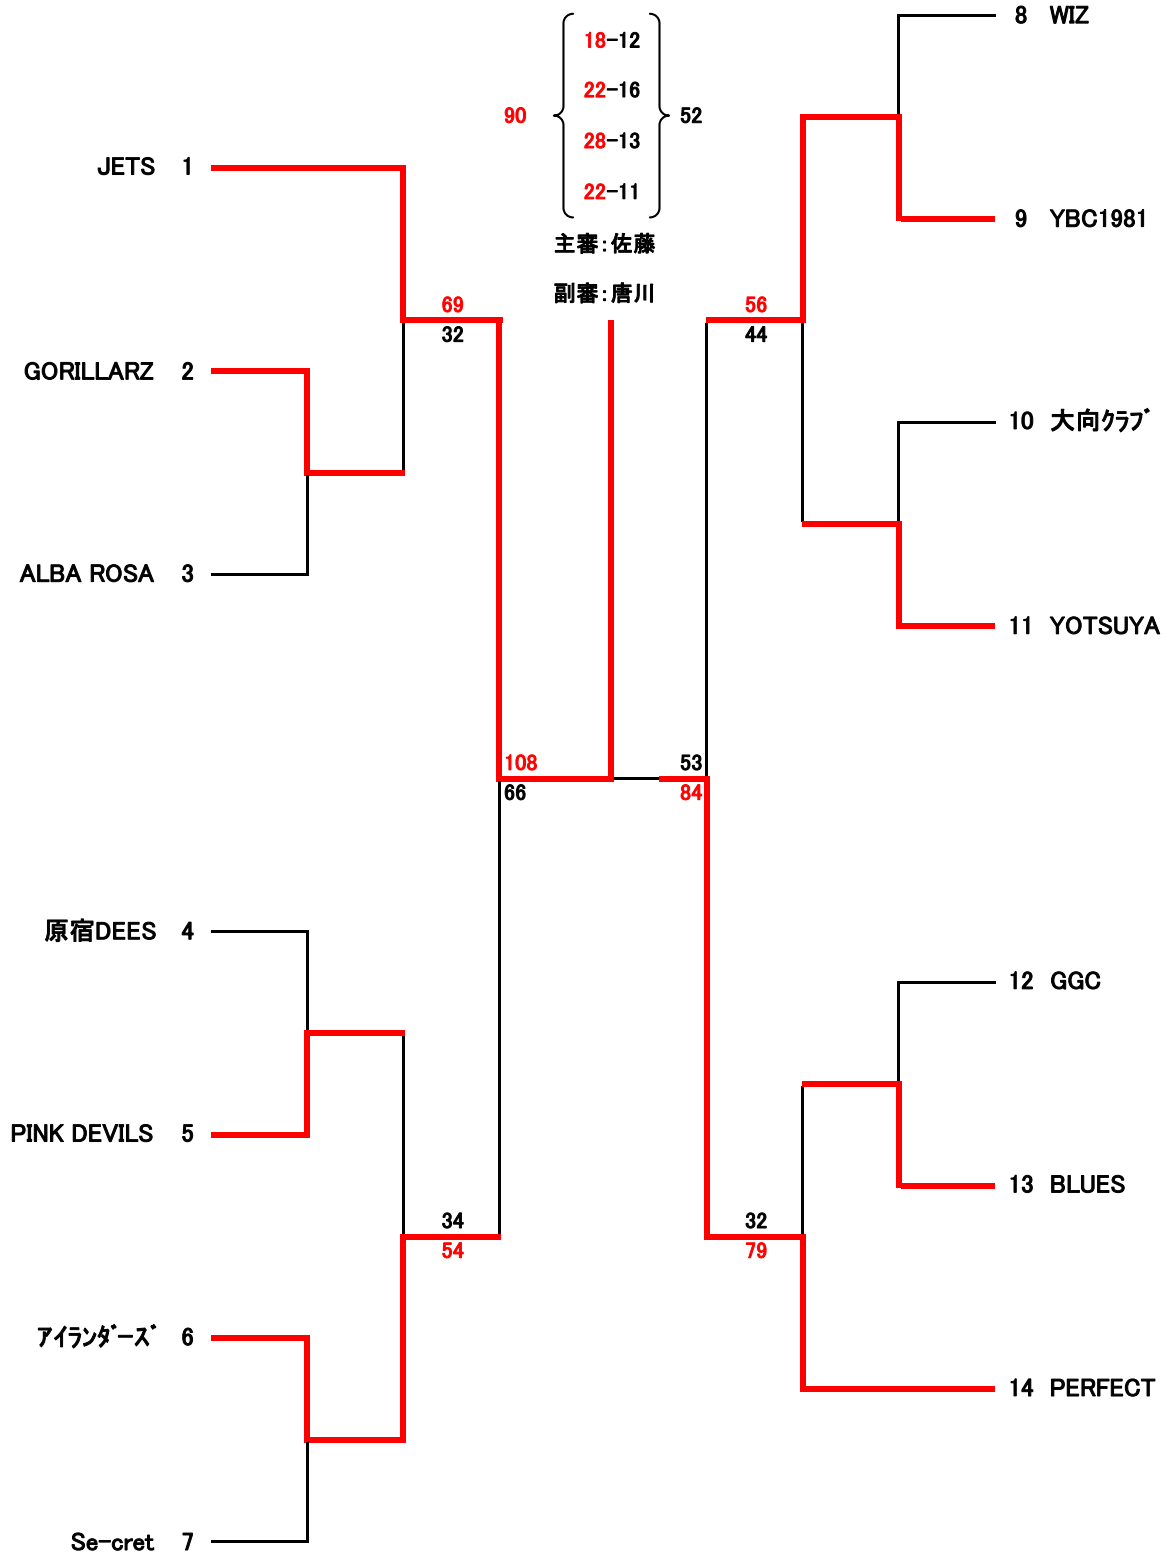 8 WIZ
18-12
22-16
90
52
28-13
JETS 1
22-11
9 YBC1981
主審：佐藤
副審：唐川
69
32
56
44
GORILLARZ 2
10 大向ｸﾗﾌﾞ
ALBA ROSA 3
11 YOTSUYA
108
66
53
84
原宿DEES 4
12 GGC
PINK DEVILS 5
13 BLUES
34
54
32
79
ｱｲﾗﾝﾀﾞｰｽﾞ 6
14 PERFECT
Se-cret 7